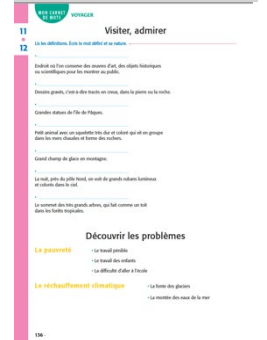 MON CARNET
DE MOTS
VOYAGER
11
12
Visiter, admirer
Lis les définitions. Écris le mot défini et sa nature.
Endroit où l'on conserve des œuvres d'art, des objets historiques
ou scientifiques pour les montrer au public.
Dessins gravés, c'est-à-dire tracés en creux, dans la pierre ou la roche.
Grandes statues de l'île de Pâques.
Petit animal avec un squelette très dur et coloré qui vit en groupe
dans les mers chaudes et forme des rochers.
Grand champ de glace en montagne.
La nuit, près du pôle Nord, on voit de grands rubans lumineux
et colorés dans le ciel.
Le sommet des très grands arbres, qui fait comme un toit
dans les forêts tropicales.
Découvrir les problèmes
La pauvreté
• Le travail pénible
• Le travail des enfants
• La difficulté d'aller à l'école
Le réchauffement climatique
• La fonte des glaciers
• La montée des eaux de la mer
136 -